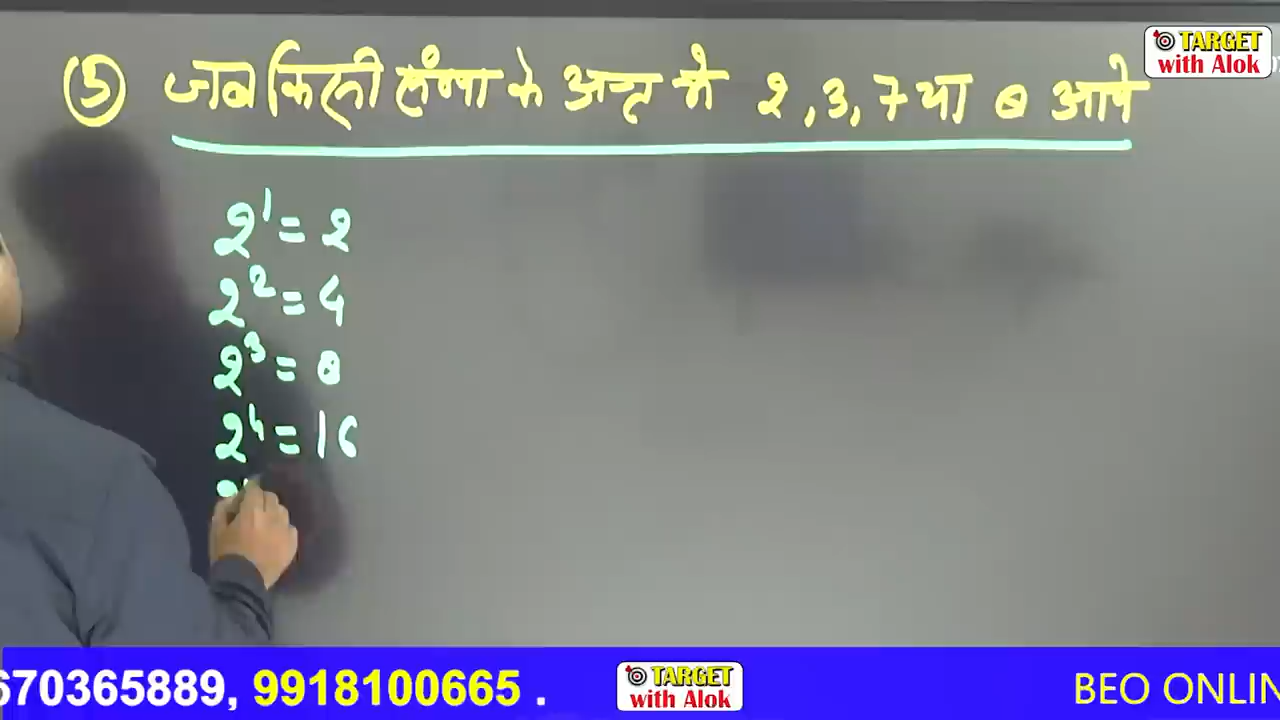 TARGET
with Alok
⑤ जब किसी संख्या के अन्त में 2, 3, 7 या 8 आये
2¹ = 2
2² = 4
2³ = 8
2⁴ = 16
670365889, 9918100665 .
TARGET
with Alok
BEO ONLIN